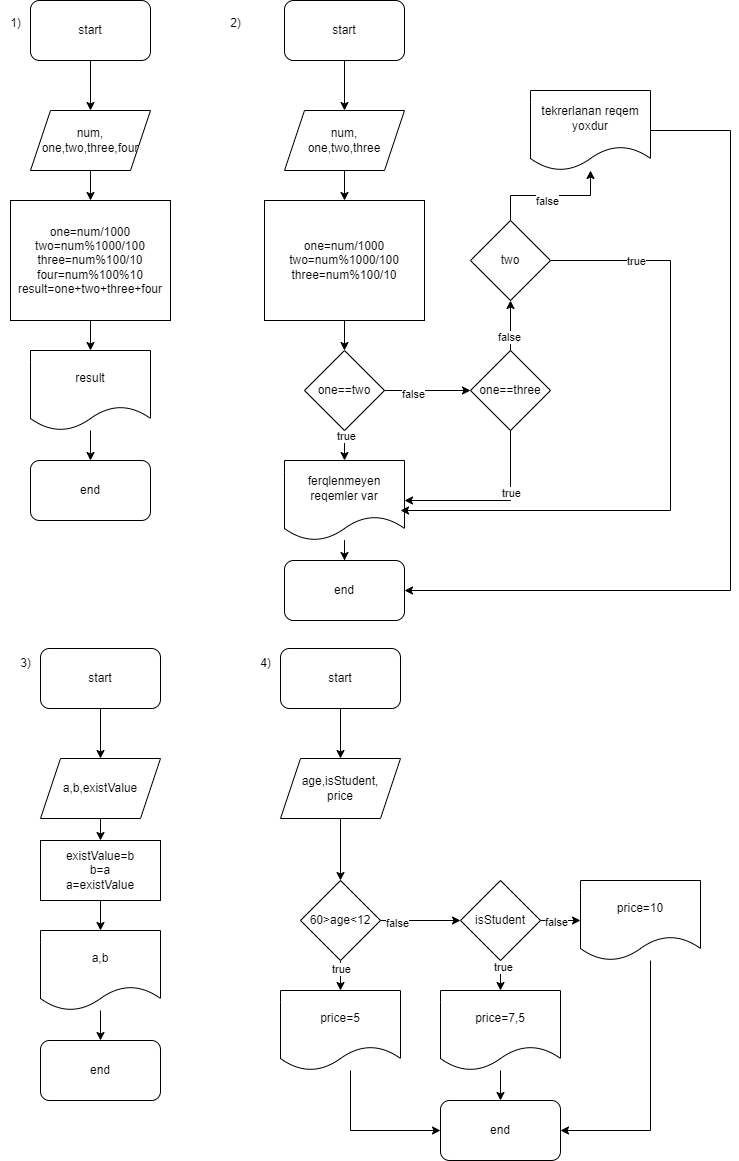 1)
start
num,
one,two,three,four
one=num/1000
two=num%1000/100
three=num%100/10
four=num%100%10
result=one+two+three+four
result
end
2)
start
num,
one,two,three
one=num/1000
two=num%1000/100
three=num%100/10
one==two
false
true
one==three
false
true
two
false
true
tekrerlanan reqem
yoxdur
ferqlenmeyen
reqemler var
end
3)
start
a,b,existValue
existValue=b
b=a
a=existValue
a,b
end
4)
start
age,isStudent,
price
60>age<12
false
true
isStudent
false
true
price=10
price=5
price=7,5
end